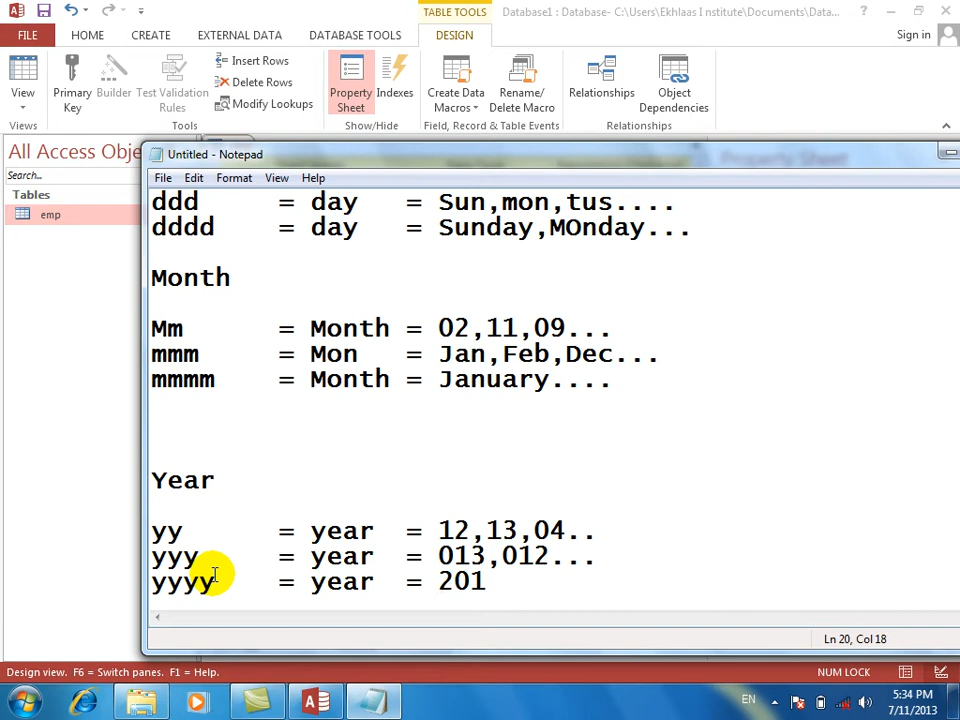 TABLE TOOLS
Database1 : Database- C:\Users\Ekhlaas I nstitute\Documents\Data...
FILE HOME CREATE EXTERNAL DATA DATABASE TOOLS DESIGN Sign in
View
Primary Key
Builder
Test Validation Rules
Insert Rows
Delete Rows
Modify Lookups
Property Sheet
Indexes
Create Data Macros
Rename/ Delete Macro
Relationships
Object Dependencies
Views Tools Show/Hide Field, Record & Table Events Relationships
All Access Obje
Search...
Tables
emp
Property Sheet
Untitled - Notepad
File Edit Format View Help
ddd = day = Sun,mon,tus....
dddd = day = Sunday,MOnday...
Month
Mm = Month = 02,11,09...
mmm = Mon = Jan,Feb,Dec...
mmmm = Month = January....
Year
yy = year = 12,13,04..
yyy = year = 013,012...
yyyy = year = 201
Ln 20, Col 18
Design view. F6 = Switch panes. F1 = Help.
NUM LOCK
EN
5:34 PM
7/11/2013